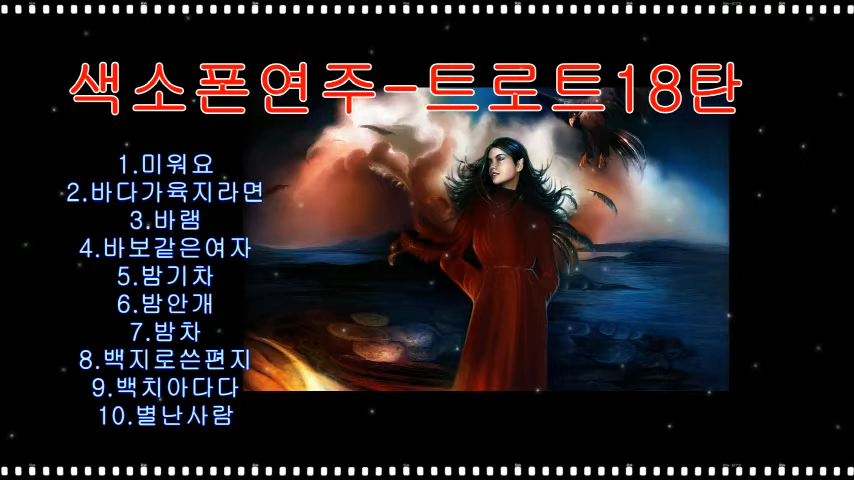 색소폰연주-트로트18탄
1.미워요
2.바다가육지라면
3.바램
4.바보같은여자
5.밤기차
6.밤안개
7.밤차
8.백지로쓴편지
9.백치아다다
10.별난사람